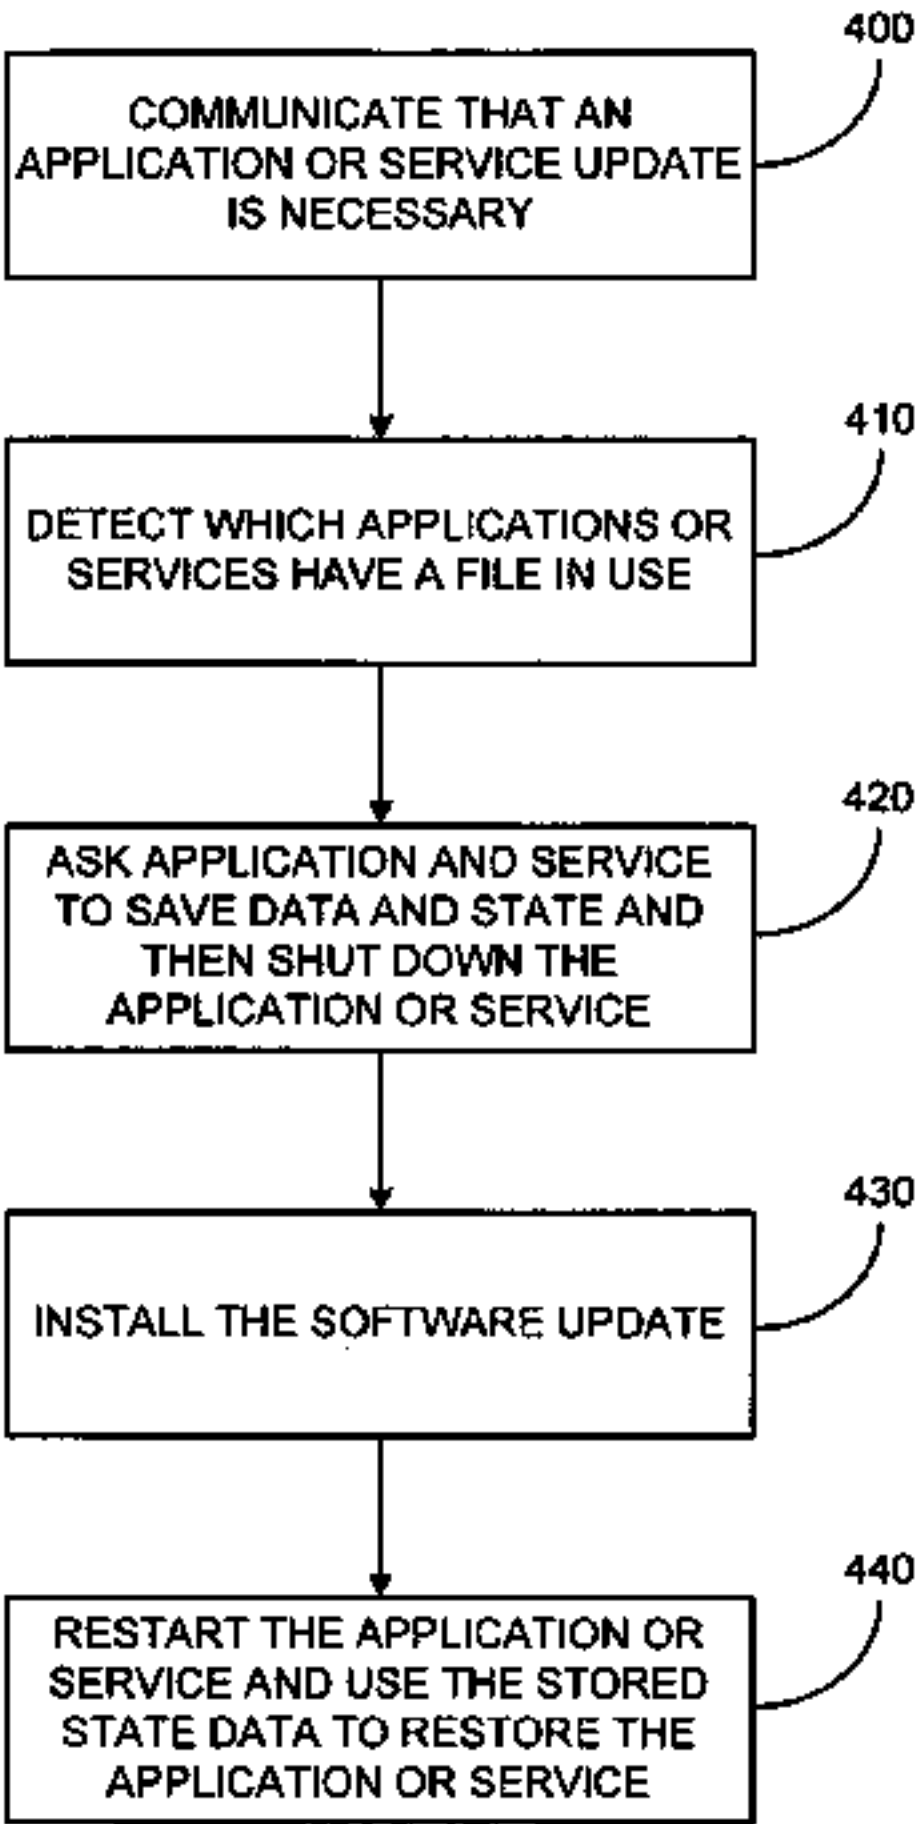 400
COMMUNICATE THAT AN
APPLICATION OR SERVICE UPDATE
IS NECESSARY
410
DETECT WHICH APPLICATIONS OR
SERVICES HAVE A FILE IN USE
420
ASK APPLICATION AND SERVICE
TO SAVE DATA AND STATE AND
THEN SHUT DOWN THE
APPLICATION OR SERVICE
430
INSTALL THE SOFTWARE UPDATE
440
RESTART THE APPLICATION OR
SERVICE AND USE THE STORED
STATE DATA TO RESTORE THE
APPLICATION OR SERVICE